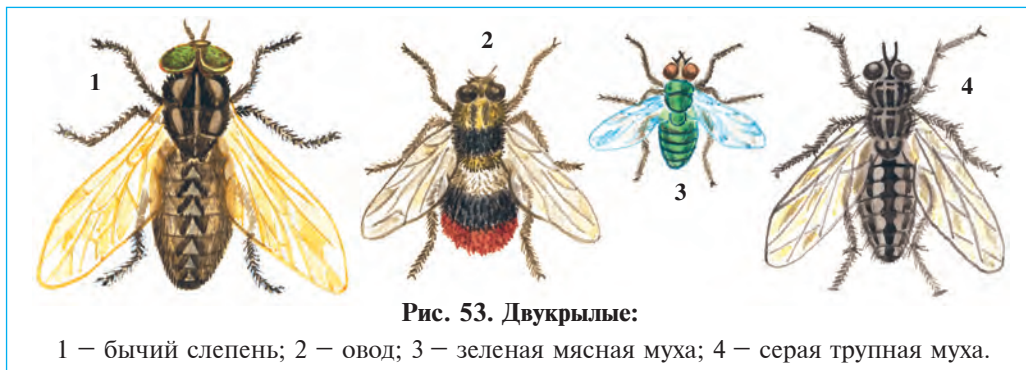 1
2
3
4
Рис. 53. Двукрылые:
1 – бычий слепень; 2 – овод; 3 – зеленая мясная муха; 4 – серая трупная муха.